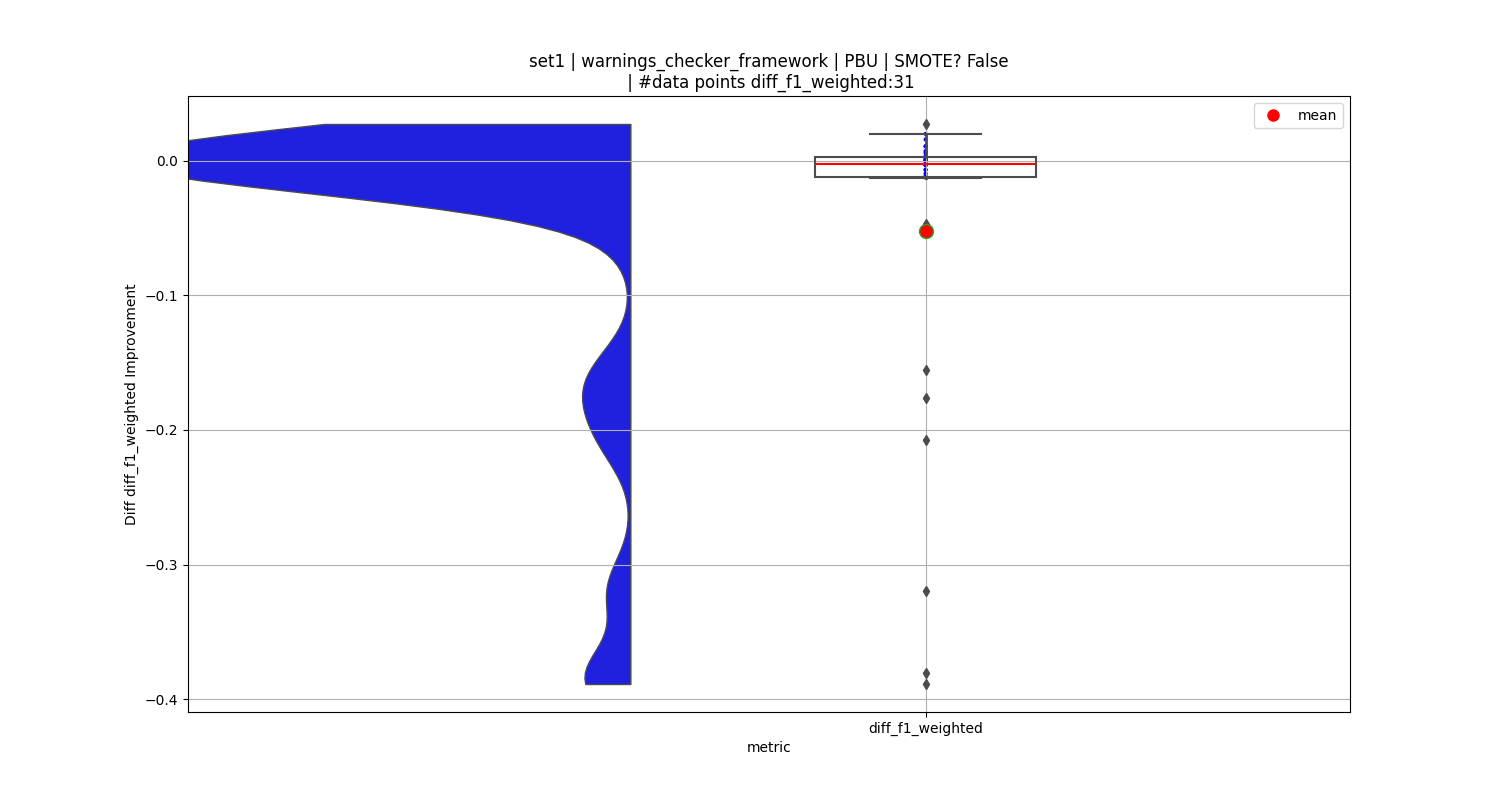 set1 | warnings_checker_framework | PBU | SMOTE? False
| #data points diff_f1_weighted:31
mean
0.0
−0.1
−0.2
−0.3
−0.4
Diff diff_f1_weighted Improvement
diff_f1_weighted
metric